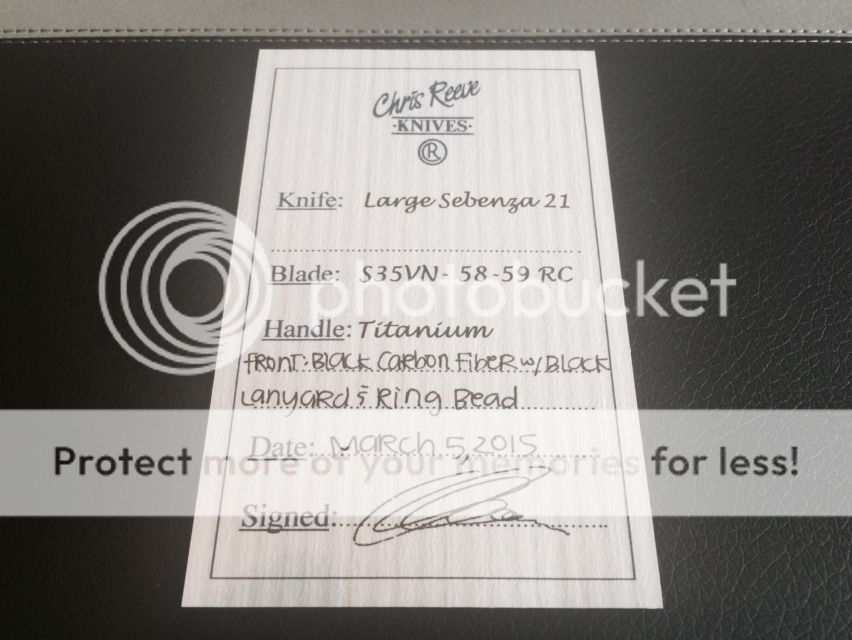 Chris Reeve
·KNIVES·
®
Knife: Large Sebenza 21
Blade: S35VN - 58-59 RC
photobucket
Handle: Titanium
Front: Black Carbon Fiber w/ Black
Lanyard & Ring Bead
Date: March 5, 2015
Protect more of your memories for less!
Signed: